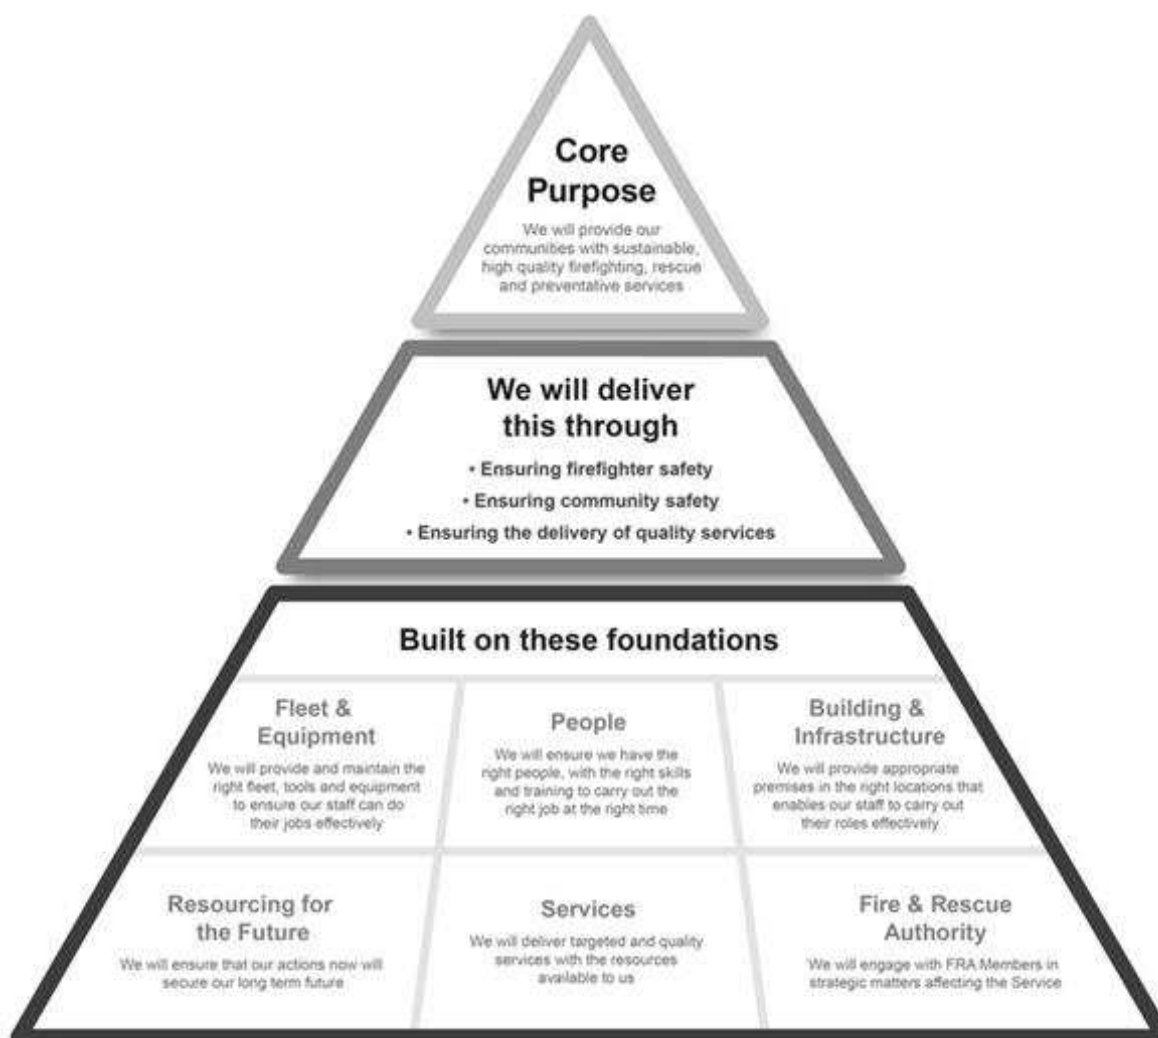 Core
Purpose
We will provide our
communities with sustainable,
high quality firefighting, rescue
and preventative services
We will deliver
this through
• Ensuring firefighter safety
• Ensuring community safety
• Ensuring the delivery of quality services
Built on these foundations
Fleet &
Equipment
We will provide and maintain the
right fleet, tools and equipment
to ensure our staff can do
their jobs effectively
People
We will ensure we have the
right people, with the right skills
and training to carry out the
right job at the right time
Building &
Infrastructure
We will provide appropriate
premises in the right locations that
enables our staff to carry out
their roles effectively
Resourcing for
the Future
We will ensure that our actions now will
secure our long term future
Services
We will deliver targeted and quality
services with the resources
available to us
Fire & Rescue
Authority
We will engage with FRA Members in
strategic matters affecting the Service